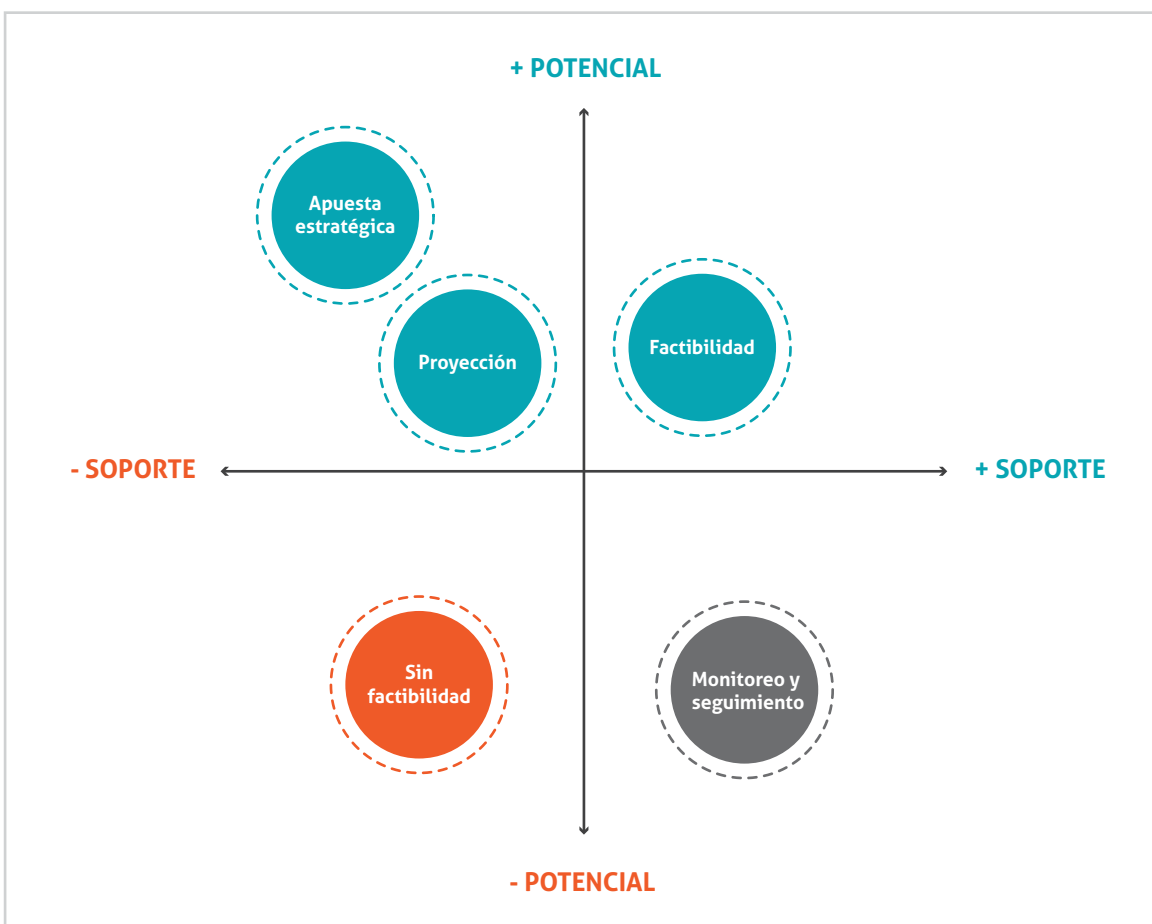 + POTENCIAL
Apuesta
estratégica
Proyección
Factibilidad
- SOPORTE
+ SOPORTE
Sin
factibilidad
Monitoreo y
seguimiento
- POTENCIAL